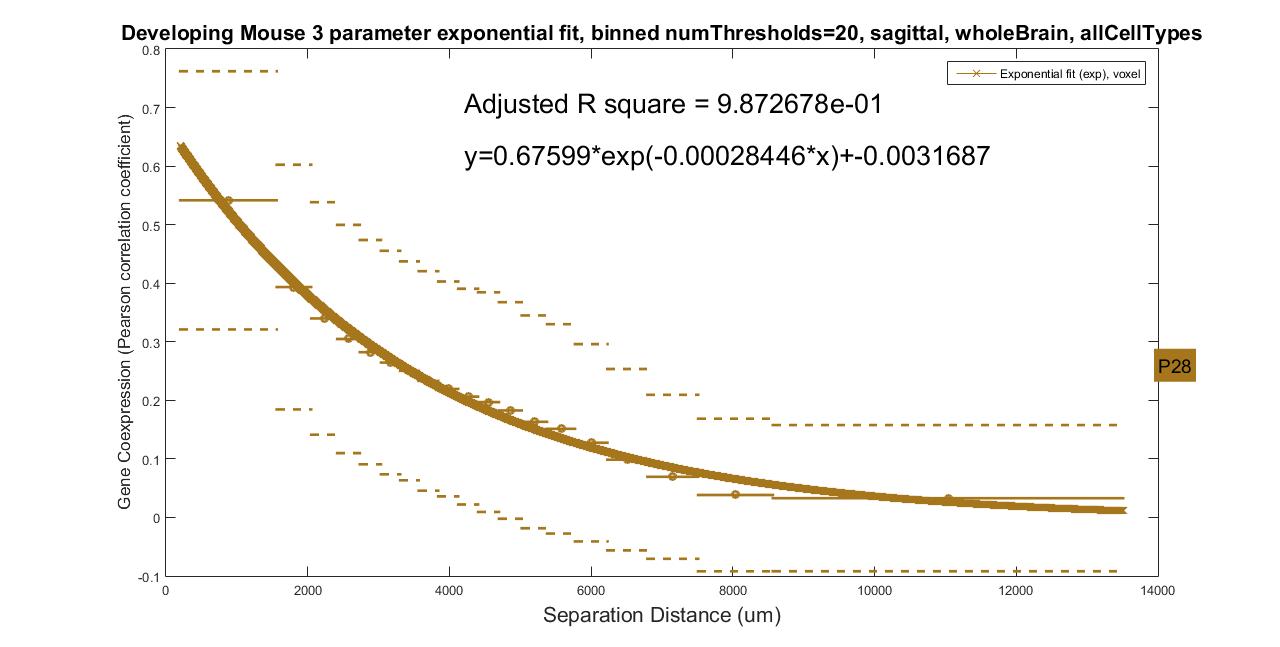 Developing Mouse 3 parameter exponential fit, binned numThresholds=20, sagittal, wholeBrain, allCellTypes
Exponential fit (exp), voxel
Adjusted R square = 9.872678e-01
y=0.67599*exp(-0.00028446*x)+-0.0031687
Gene Coexpression (Pearson correlation coefficient)
0.8
0.7
0.6
0.5
0.4
0.3
0.2
0.1
0
-0.1
P28
0 2000 4000 6000 8000 10000 12000 14000
Separation Distance (um)